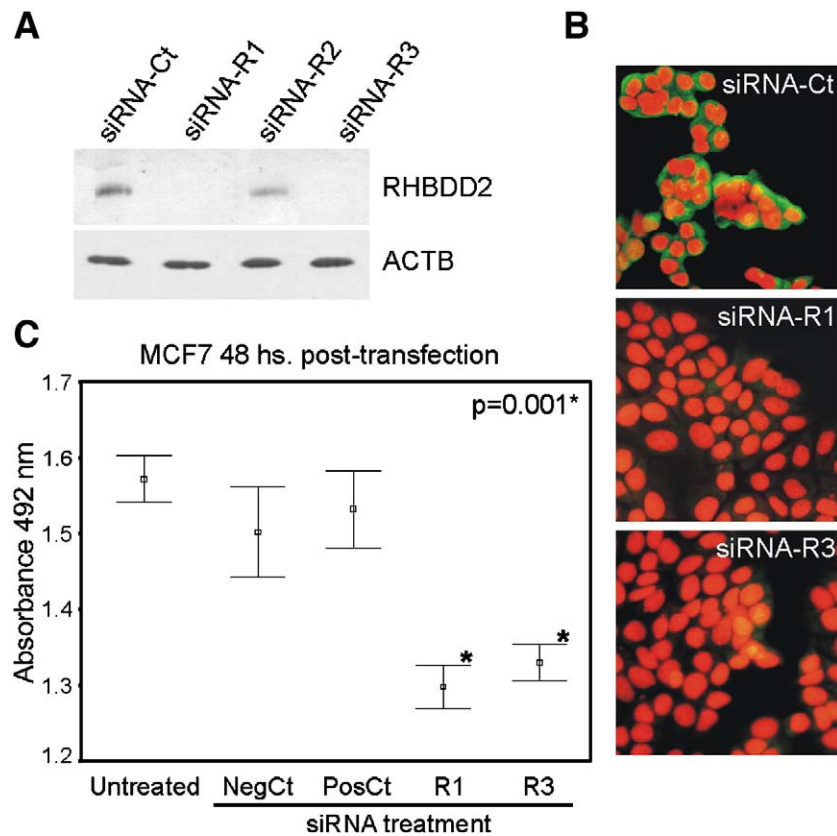 A
siRNA-Ct
siRNA-R1
siRNA-R2
siRNA-R3
RHBDD2
ACTB
B
siRNA-Ct
siRNA-R1
siRNA-R3
C
MCF7 48 hs. post-transfection
p=0.001*
Absorbance 492 nm
1.7
1.6
1.5
1.4
1.3
1.2
*
*
Untreated NegCt PosCt R1 R3
siRNA treatment